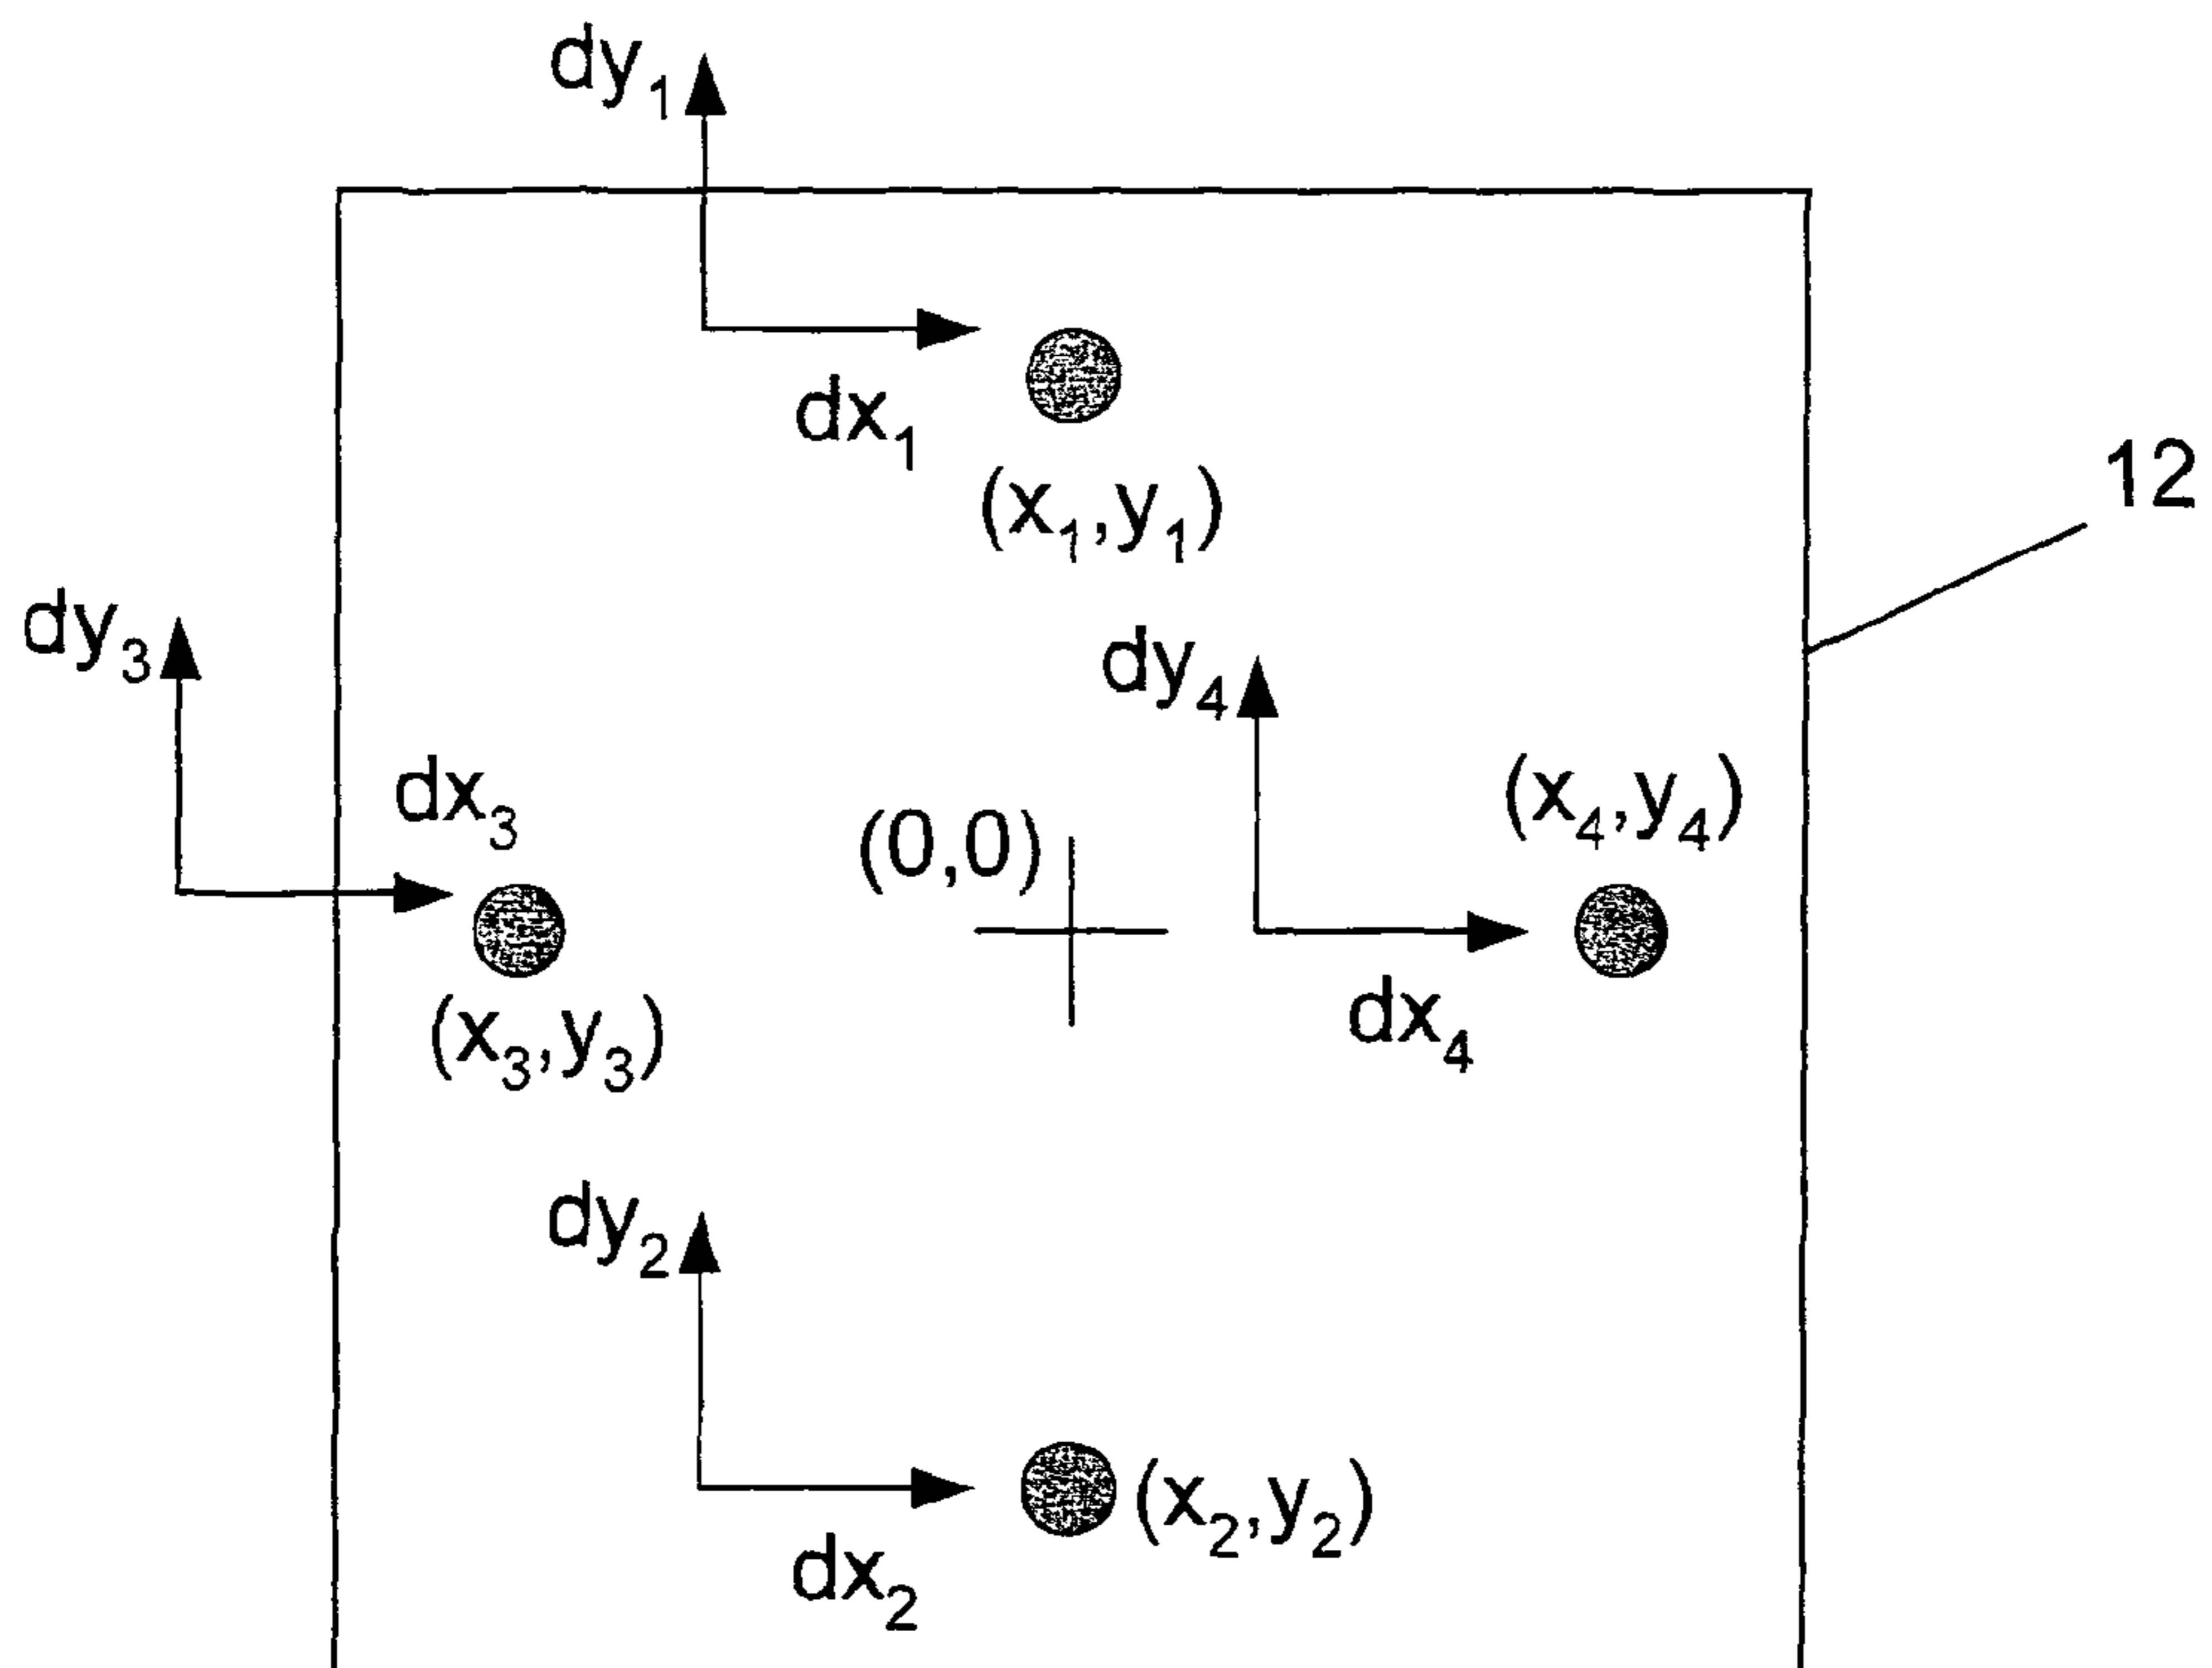 dy₁
dx₁
(x₁,y₁)
12
dy₃
dy₄
dx₃
(x₄,y₄)
(0,0)
dx₄
(x₃,y₃)
dy₂
(x₂,y₂)
dx₂